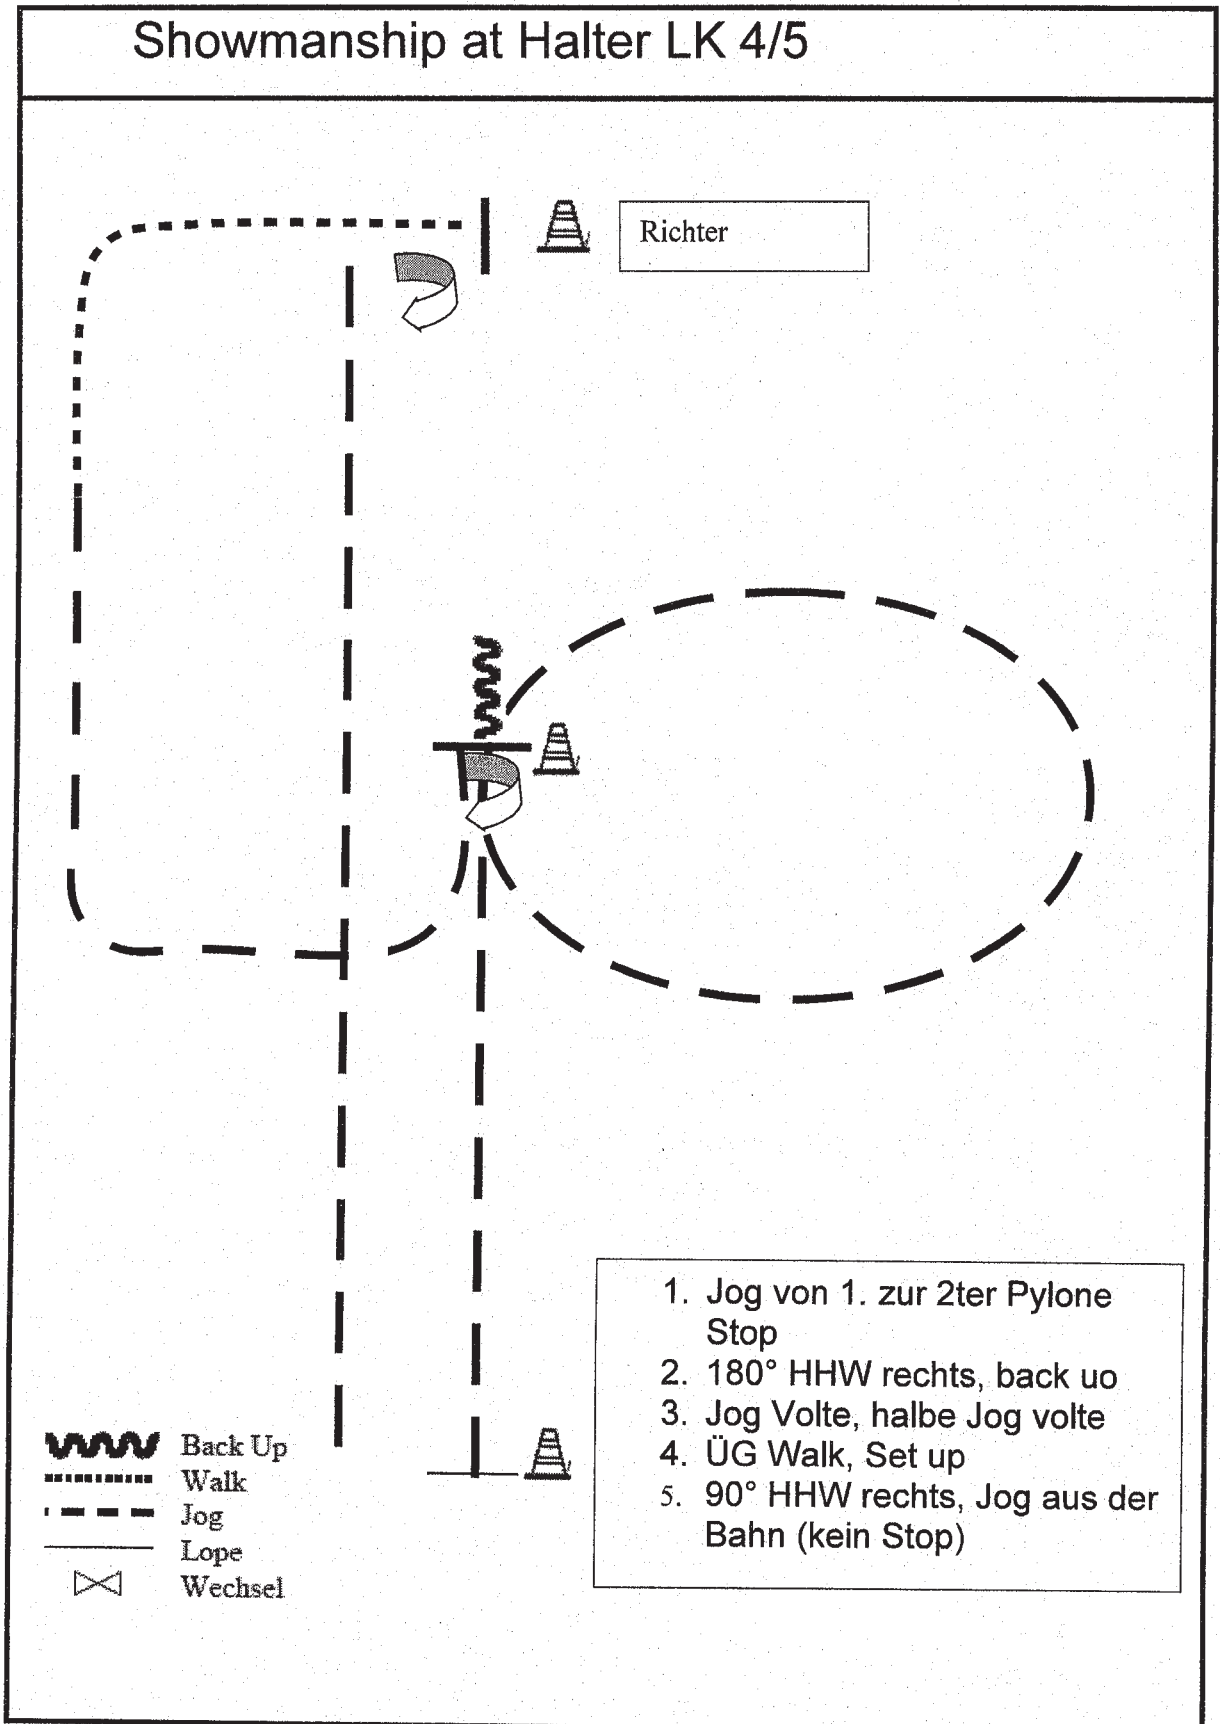 Showmanship at Halter LK 4/5
Richter
1. Jog von 1. zur 2ter Pylone
Stop
2. 180° HHW rechts, back uo
3. Jog Volte, halbe Jog volte
4. ÜG Walk, Set up
5. 90° HHW rechts, Jog aus der
Bahn (kein Stop)
Back Up
Walk
Jog
Lope
Wechsel